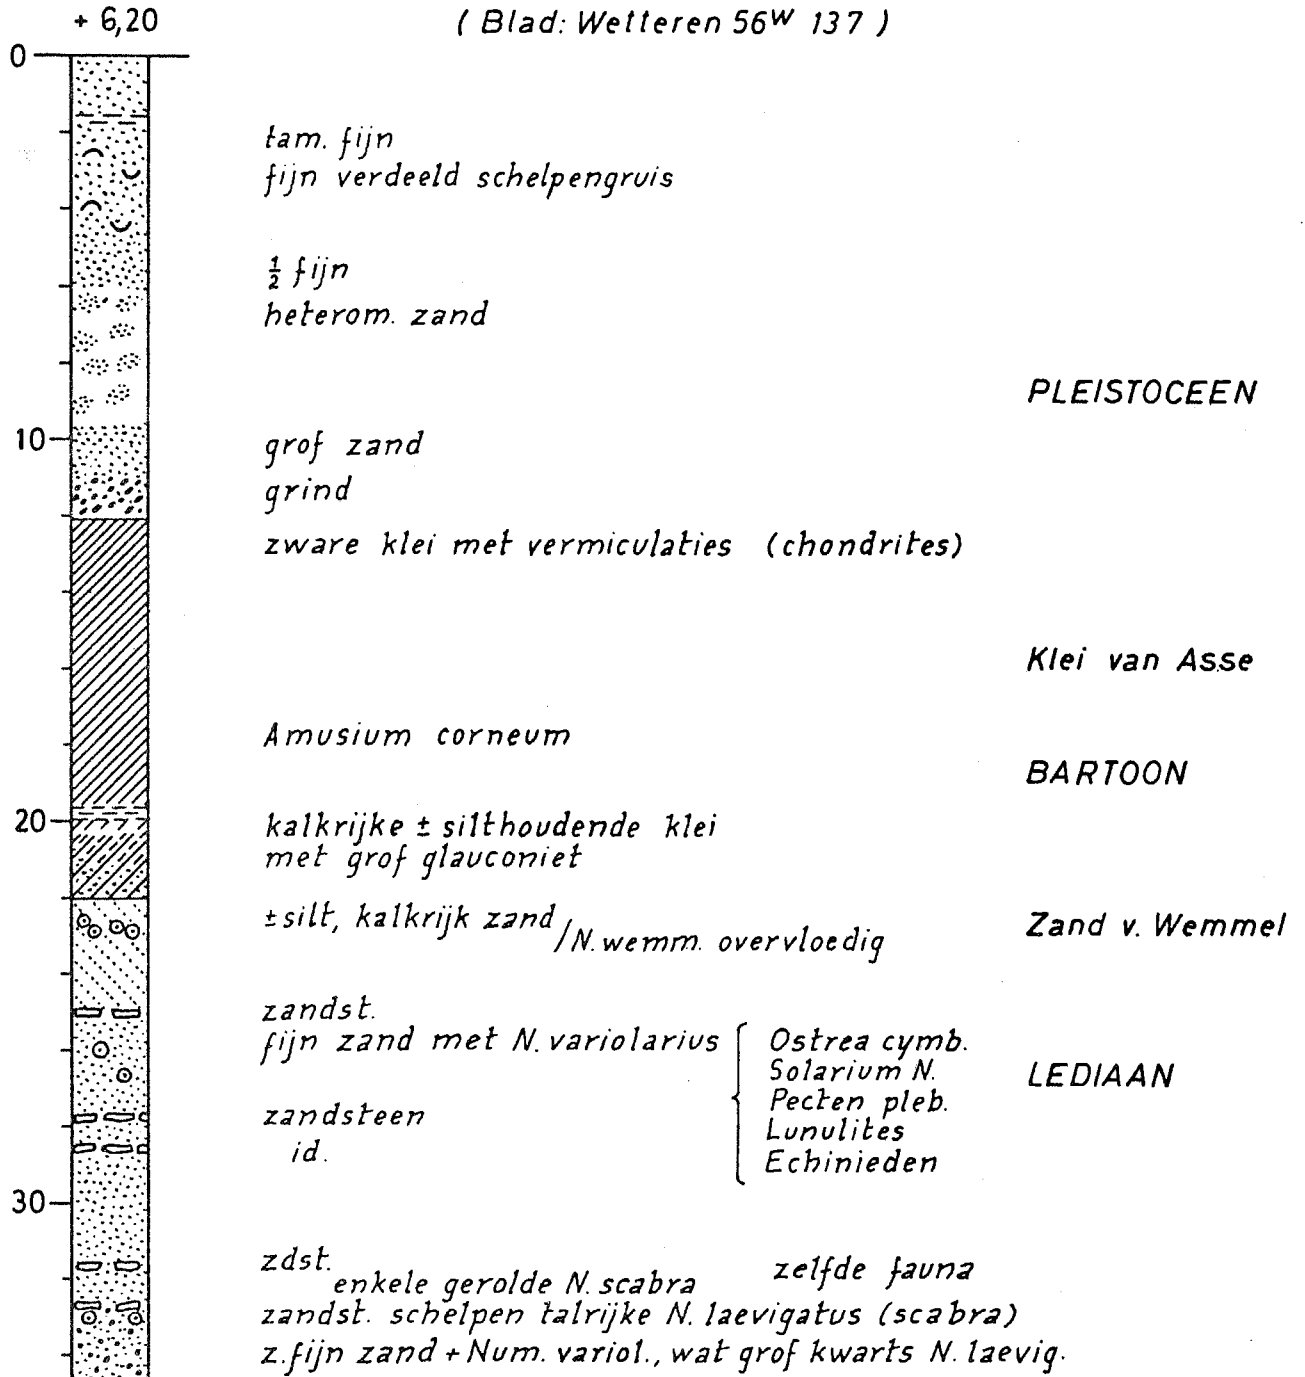 + 6,20
( Blad: Wetteren 56W 137 )
0
tam. fijn
fijn verdeeld schelpengruis
½ fijn
heterom. zand
PLEISTOCEEN
10
grof zand
grind
zware klei met vermiculaties (chondrites)
Klei van Asse
Amusium corneum
BARTOON
20
kalkrijke ± silthoudende klei
met grof glauconiet
± silt, kalkrijk zand / N. wemm. overvloedig
Zand v. Wemmel
zandst.
fijn zand met N. variolarius
Ostrea cymb.
Solarium N.
Pecten pleb.
Lunulites
Echinieden
LEDIAAN
zandsteen
id.
30
zdst.
enkele gerolde N. scabra
zelfde fauna
zandst. schelpen talrijke N. laevigatus (scabra)
z. fijn zand + Num. variol., wat grof kwarts N. laevig.